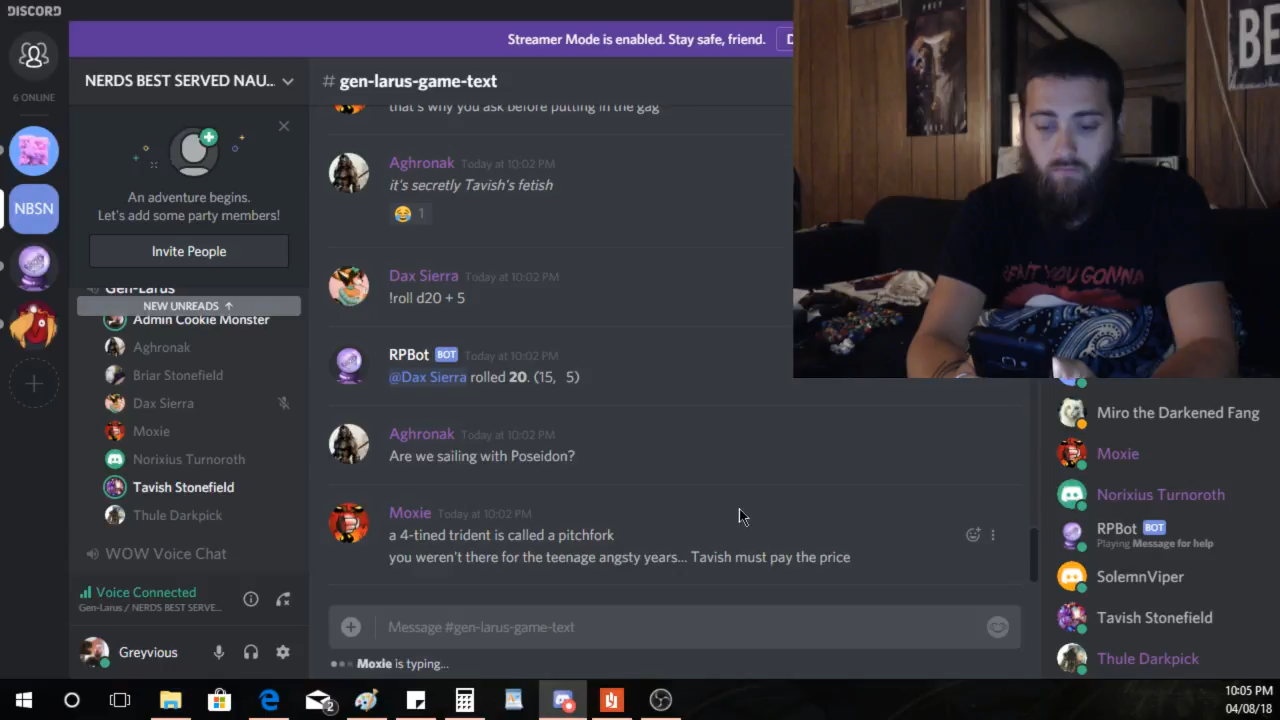 DISCORD
6 ONLINE
NBSN
NERDS BEST SERVED NAU...
An adventure begins.
Let's add some party members!
Invite People
Gen-Larus
NEW UNREADS ↑
Admin Cookie Monster
Aghronak
Briar Stonefield
Dax Sierra
Moxie
Norixius Turnoroth
Tavish Stonefield
Thule Darkpick
WOW Voice Chat
Voice Connected
Gen-Larus / NERDS BEST SERVE...
Greyvious
Streamer Mode is enabled. Stay safe, friend.
# gen-larus-game-text
that's why you ask before putting in the gag
Aghronak Today at 10:02 PM
it's secretly Tavish's fetish
😂 1
Dax Sierra Today at 10:02 PM
!roll d20 + 5
RPBot BOT Today at 10:02 PM
@Dax Sierra rolled 20. (15, 5)
Aghronak Today at 10:02 PM
Are we sailing with Poseidon?
Moxie Today at 10:02 PM
a 4-tined trident is called a pitchfork
you weren't there for the teenage angsty years... Tavish must pay the price
Message #gen-larus-game-text
Moxie is typing...
BE
Miro the Darkened Fang
Moxie
Norixius Turnoroth
RPBot BOT
Playing Message for help
SolemnViper
Tavish Stonefield
Thule Darkpick
2
10:05 PM
04/08/18